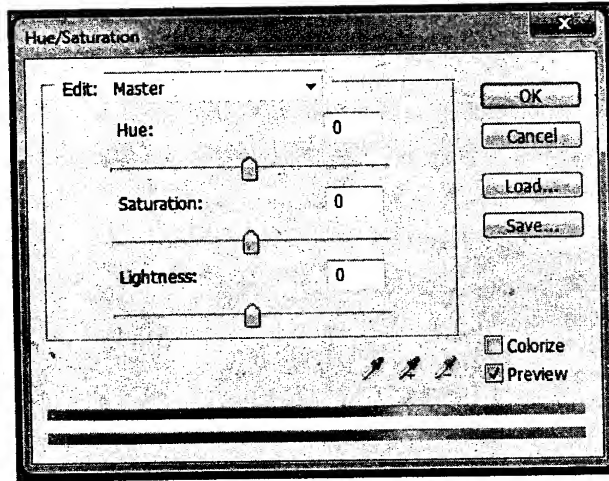 Hue/Saturation
Edit: Master
Hue: 0
Saturation: 0
Lightness: 0
OK
Cancel
Load...
Save...
Colorize
Preview